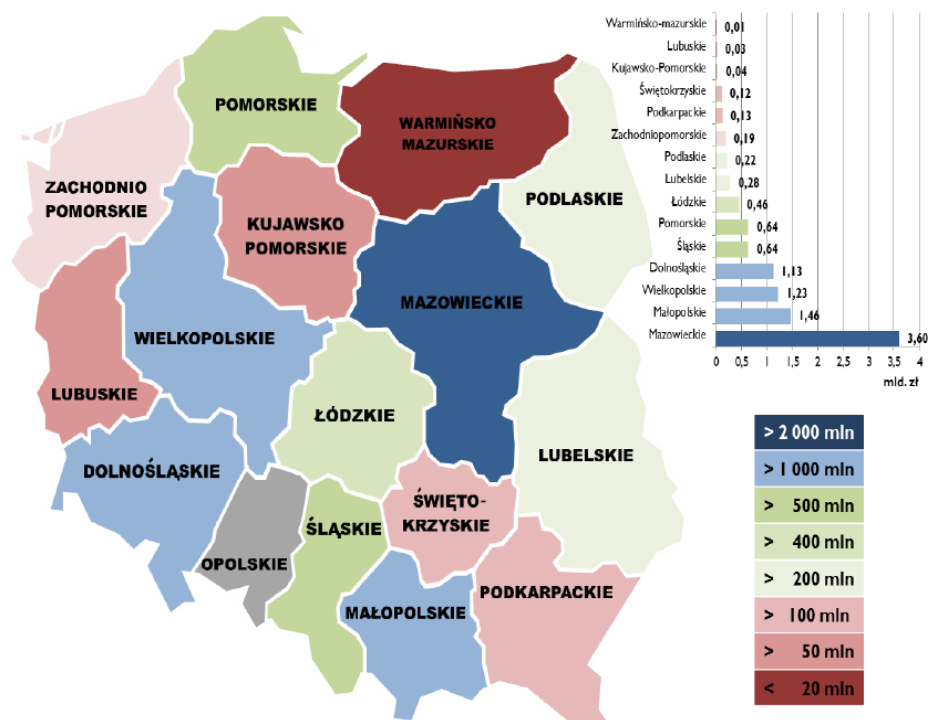 POMORSKIE
WARMIŃSKO
MAZURSKIE
ZACHODNIO
POMORSKIE
KUJAWSKO
POMORSKIE
PODLASKIE
MAZOWIECKIE
WIELKOPOLSKIE
LUBUSKIE
ŁÓDZKIE
DOLNOŚLĄSKIE
LUBELSKIE
ŚWIĘTO-
KRZYSKIE
ŚLĄSKIE
OPOLSKIE
MAŁOPOLSKIE
PODKARPACKIE
Warmińsko-mazurskie 0,01
Lubuskie 0,03
Kujawsko-Pomorskie 0,04
Świętokrzyskie 0,12
Podkarpackie 0,13
Zachodniopomorskie 0,19
Podlaskie 0,22
Lubelskie 0,28
Łódzkie 0,46
Pomorskie 0,64
Śląskie 0,64
Dolnośląskie 1,13
Wielkopolskie 1,23
Małopolskie 1,46
Mazowieckie 3,60
0 0,5 1 1,5 2 2,5 3 3,5 4
mld. zł
> 2 000 mln
> 1 000 mln
> 500 mln
> 400 mln
> 200 mln
> 100 mln
> 50 mln
< 20 mln